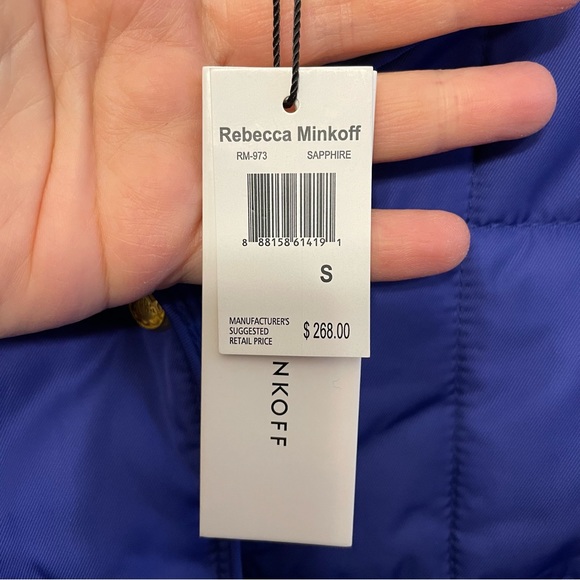 Rebecca Minkoff
RM-973 SAPPHIRE
8 88158 61419 1
S
MANUFACTURER'S
SUGGESTED
RETAIL PRICE
$ 268.00
NKOFF